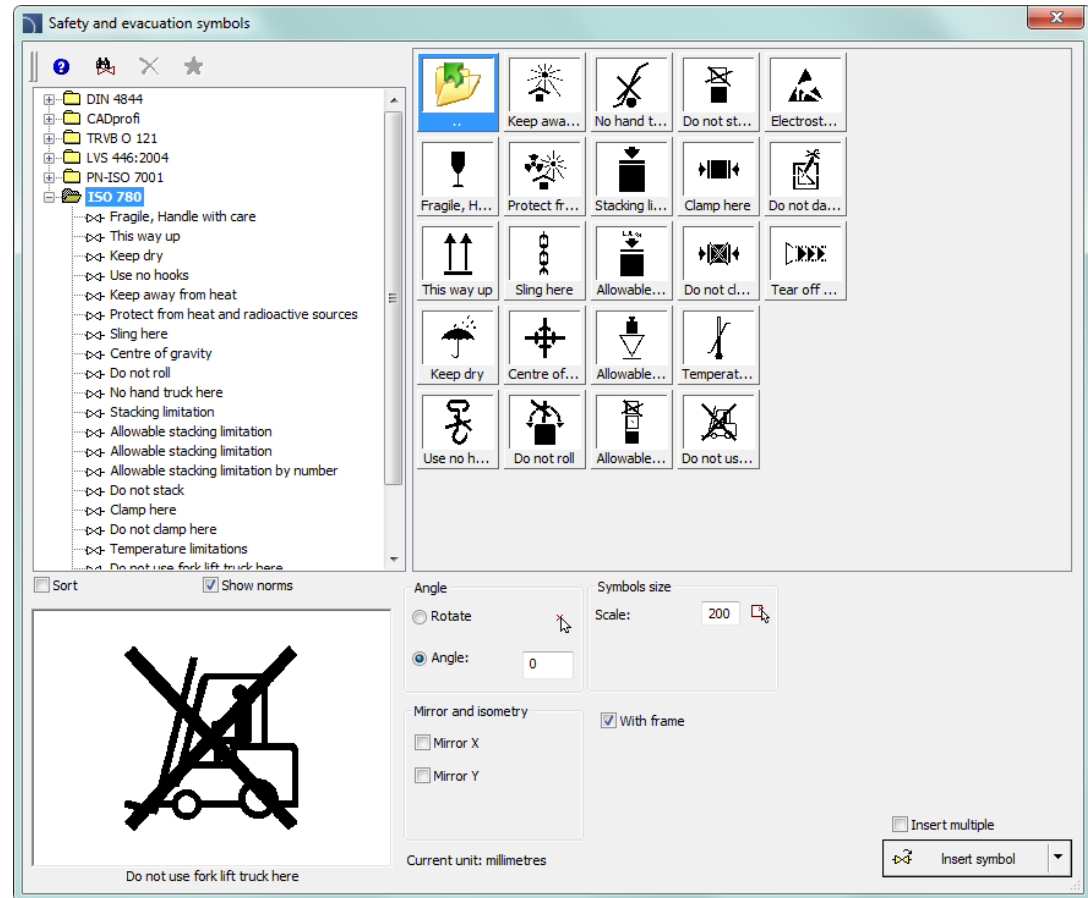 Safety and evacuation symbols
DIN 4844
CADprofi
TRVB O 121
LVS 446:2004
PN-ISO 7001
ISO 780
Fragile, Handle with care
This way up
Keep dry
Use no hooks
Keep away from heat
Protect from heat and radioactive sources
Sling here
Centre of gravity
Do not roll
No hand truck here
Stacking limitation
Allowable stacking limitation
Allowable stacking limitation
Allowable stacking limitation by number
Do not stack
Clamp here
Do not clamp here
Temperature limitations
Do not use fork lift truck here
Sort
Show norms
Do not use fork lift truck here
..
Keep awa...
No hand t...
Do not st...
Electrost...
Fragile, H...
Protect fr...
Stacking li...
Clamp here
Do not da...
This way up
Sling here
Allowable...
Do not cl...
Tear off ...
Keep dry
Centre of...
Allowable...
Temperat...
Use no h...
Do not roll
Allowable...
Do not us...
Angle
Rotate
Angle:
0
Symbols size
Scale:
200
Mirror and isometry
Mirror X
Mirror Y
With frame
Current unit: millimetres
Insert multiple
Insert symbol